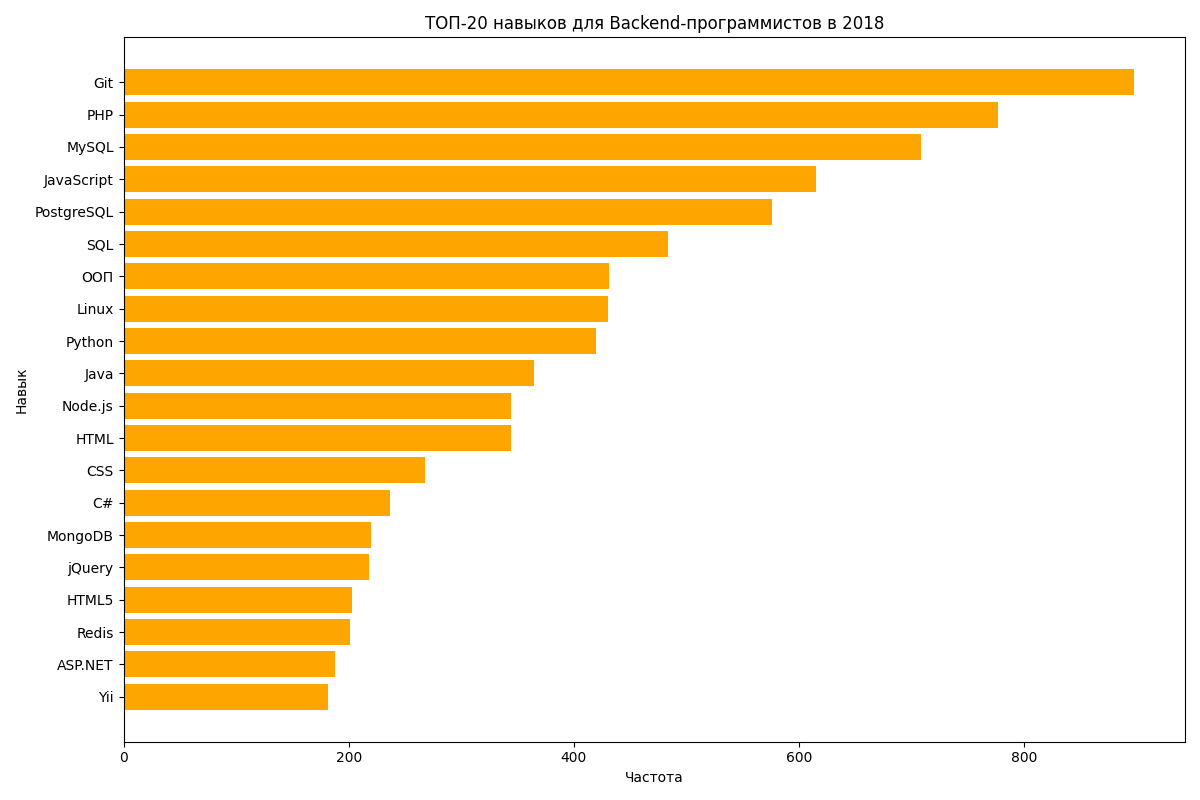 ТОП-20 навыков для Backend-программистов в 2018
Git
PHP
MySQL
JavaScript
PostgreSQL
SQL
ООП
Linux
Python
Java
Node.js
HTML
CSS
C#
MongoDB
jQuery
HTML5
Redis
ASP.NET
Yii
Навык
0 200 400 600 800
Частота